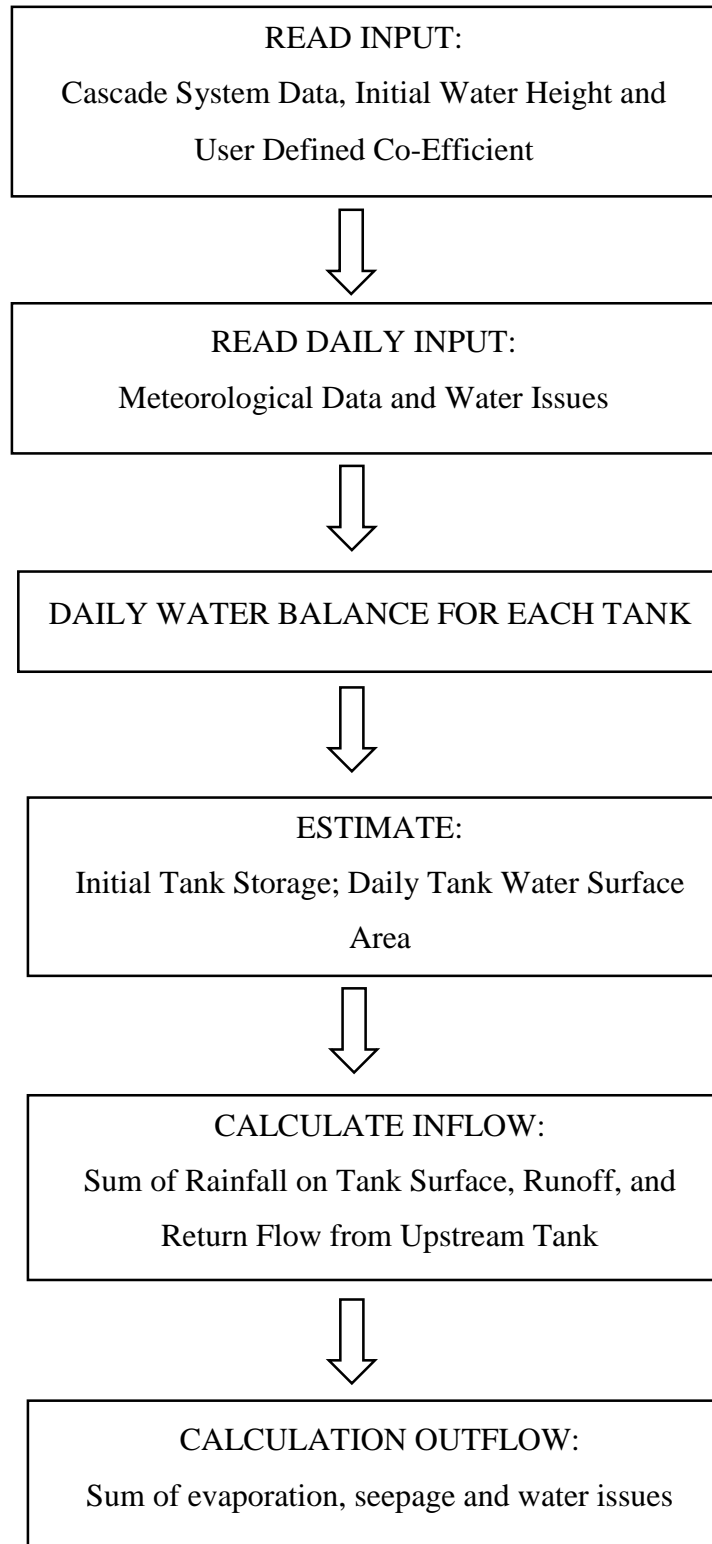 READ INPUT:
Cascade System Data, Initial Water Height and
User Defined Co-Efficient
READ DAILY INPUT:
Meteorological Data and Water Issues
DAILY WATER BALANCE FOR EACH TANK
ESTIMATE:
Initial Tank Storage; Daily Tank Water Surface
Area
CALCULATE INFLOW:
Sum of Rainfall on Tank Surface, Runoff, and
Return Flow from Upstream Tank
CALCULATION OUTFLOW:
Sum of evaporation, seepage and water issues